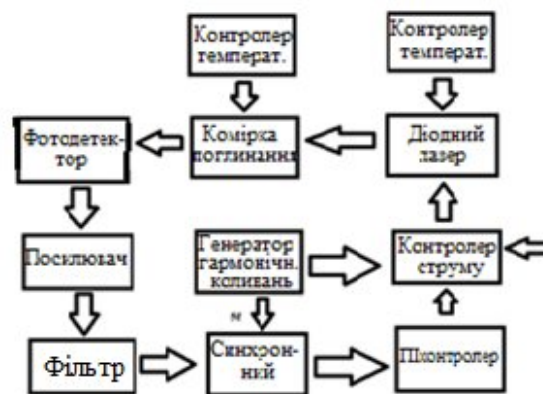 Контролер
температ.
Контролер
температ.
Фотодетек-
тор
Комірка
поглинання
Діодний
лазер
Посилювач
Генератор
гармонічн.
коливань
Контролер
струму
м
Фільтр
Синхрон-
ний
ПІконтролер